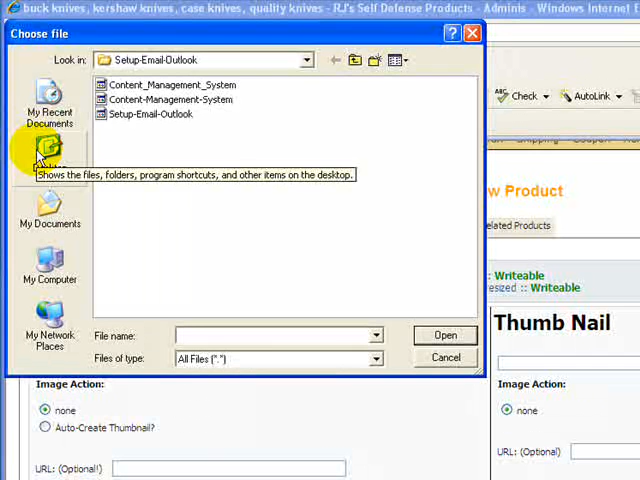 buck knives, kershaw knives, case knives, quality knives - RJ's Self Defense Products - Adminis - Windows Internet E
Choose file
Look in:
Setup-Email-Outlook
My Recent Documents
Content_Management_System
Content-Management-System
Setup-Email-Outlook
Desktop
Shows the files, folders, program shortcuts, and other items on the desktop.
My Documents
My Computer
My Network Places
File name:
Open
Files of type:
All Files (*.*)
Cancel
Check
AutoLink
w Product
elated Products
:: Writeable
esized :: Writeable
Thumb Nail
Image Action:
none
Auto-Create Thumbnail?
URL: (Optional!)
Image Action:
none
URL: (Optional)